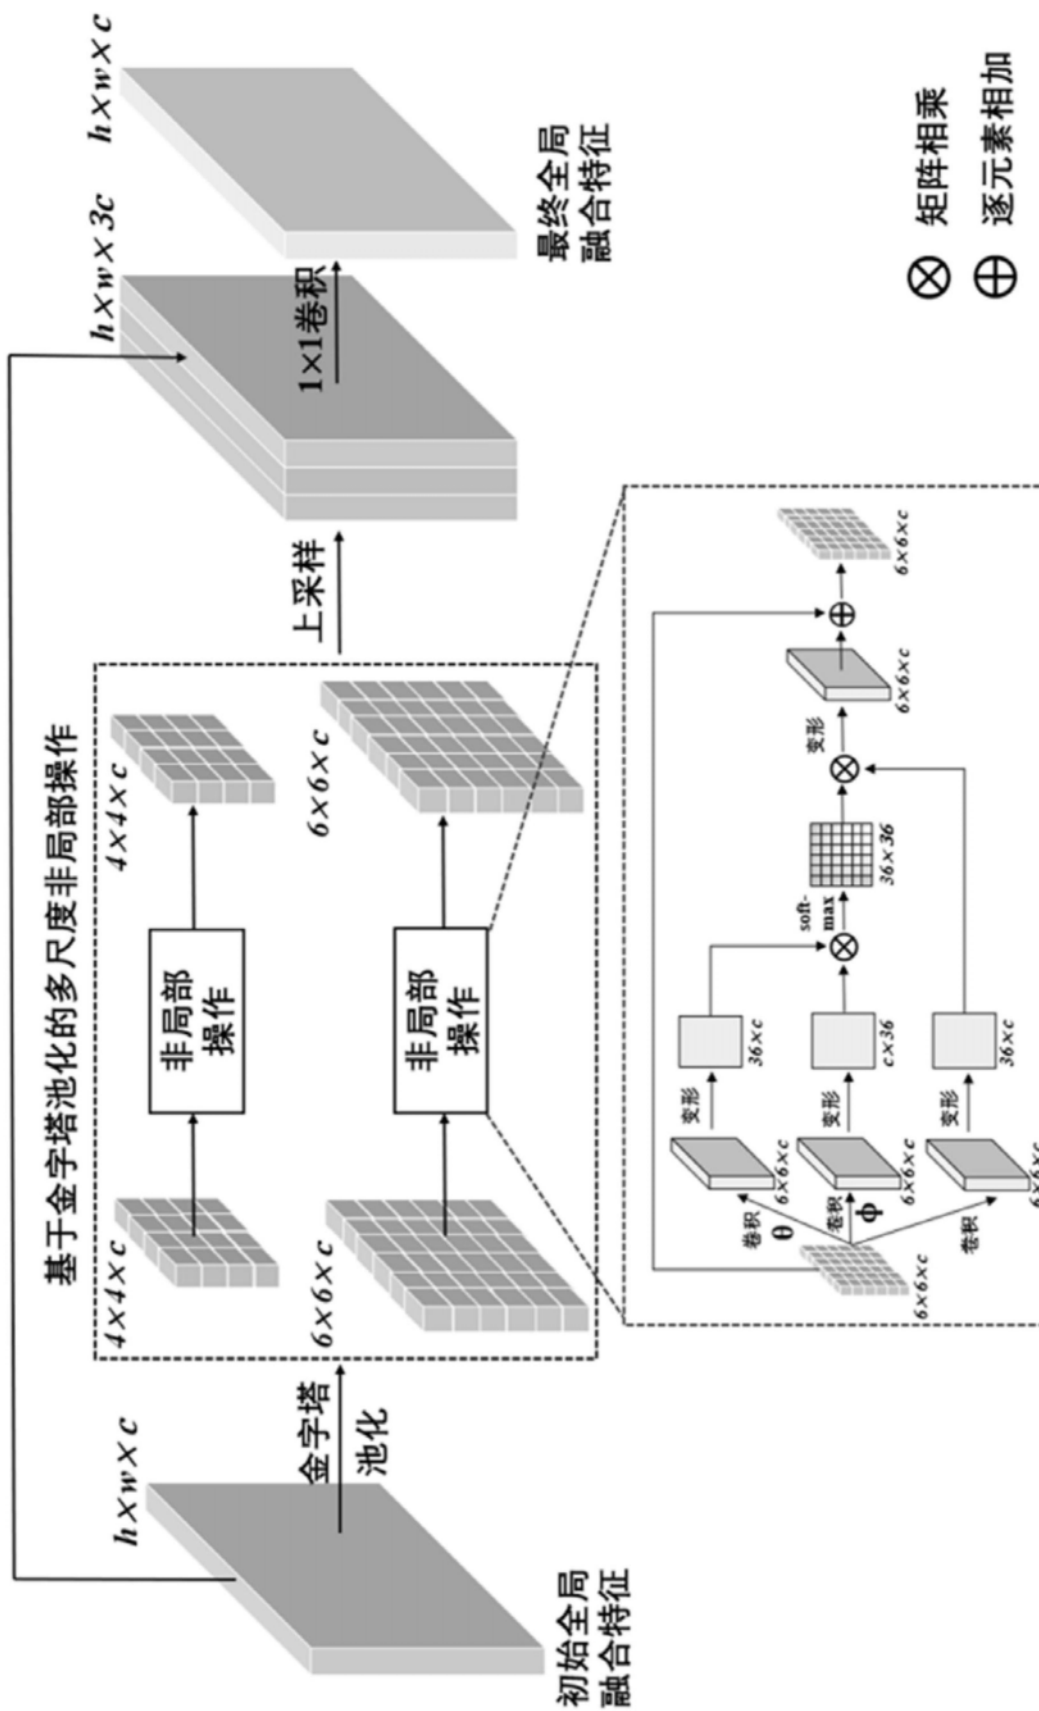 h×w×c
初始全局
融合特征
金字塔
池化
基于金字塔池化的多尺度非局部操作
4×4×c
非局部
操作
4×4×c
6×6×c
非局部
操作
6×6×c
上采样
h×w×3c
1×1卷积
h×w×c
最终全局
融合特征
6×6×c
卷积
θ
卷积
ϕ
卷积
6×6×c
6×6×c
6×6×c
变形
变形
变形
36×c
c×36
36×c
soft-
max
36×36
变形
6×6×c
6×6×c
矩阵相乘
逐元素相加